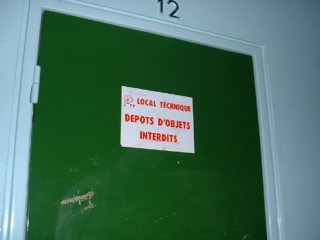 12
LOCAL TECHNIQUE
DEPOTS D'OBJETS
INTERDITS